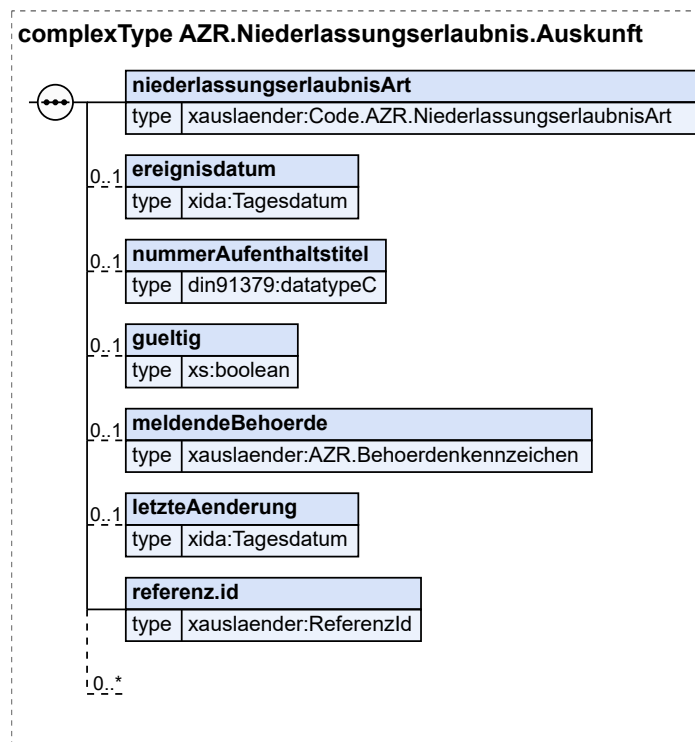 complexType AZR.Niederlassungserlaubnis.Auskunft
niederlassungserlaubnisArt
type xauslaender:Code.AZR.NiederlassungserlaubnisArt
0..1
ereignisdatum
type xida:Tagesdatum
0..1
nummerAufenthaltstitel
type din91379:datatypeC
0..1
gueltig
type xs:boolean
0..1
meldendeBehoerde
type xauslaender:AZR.Behoerdenkennzeichen
0..1
letzteAenderung
type xida:Tagesdatum
referenz.id
type xauslaender:ReferenzId
0..*